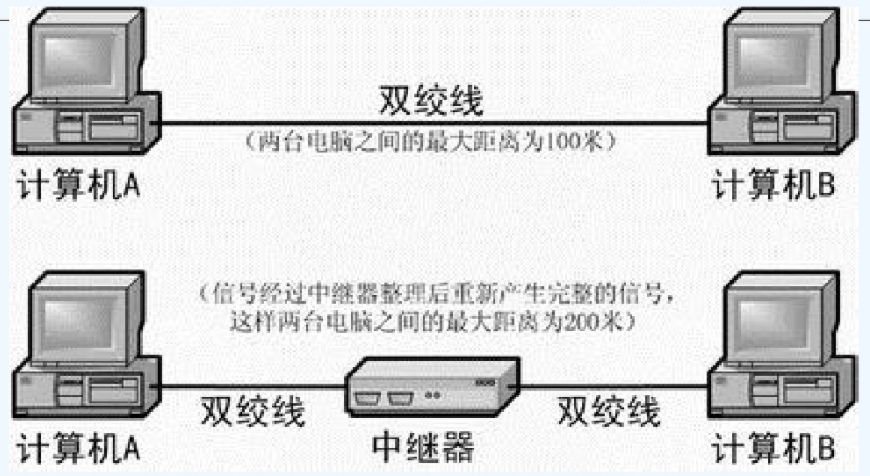 双绞线
（两台电脑之间的最大距离为100米）
计算机A
计算机B
（信号经过中继器整理后重新产生完整的信号，
这样两台电脑之间的最大距离为200米）
双绞线
双绞线
计算机A
中继器
计算机B